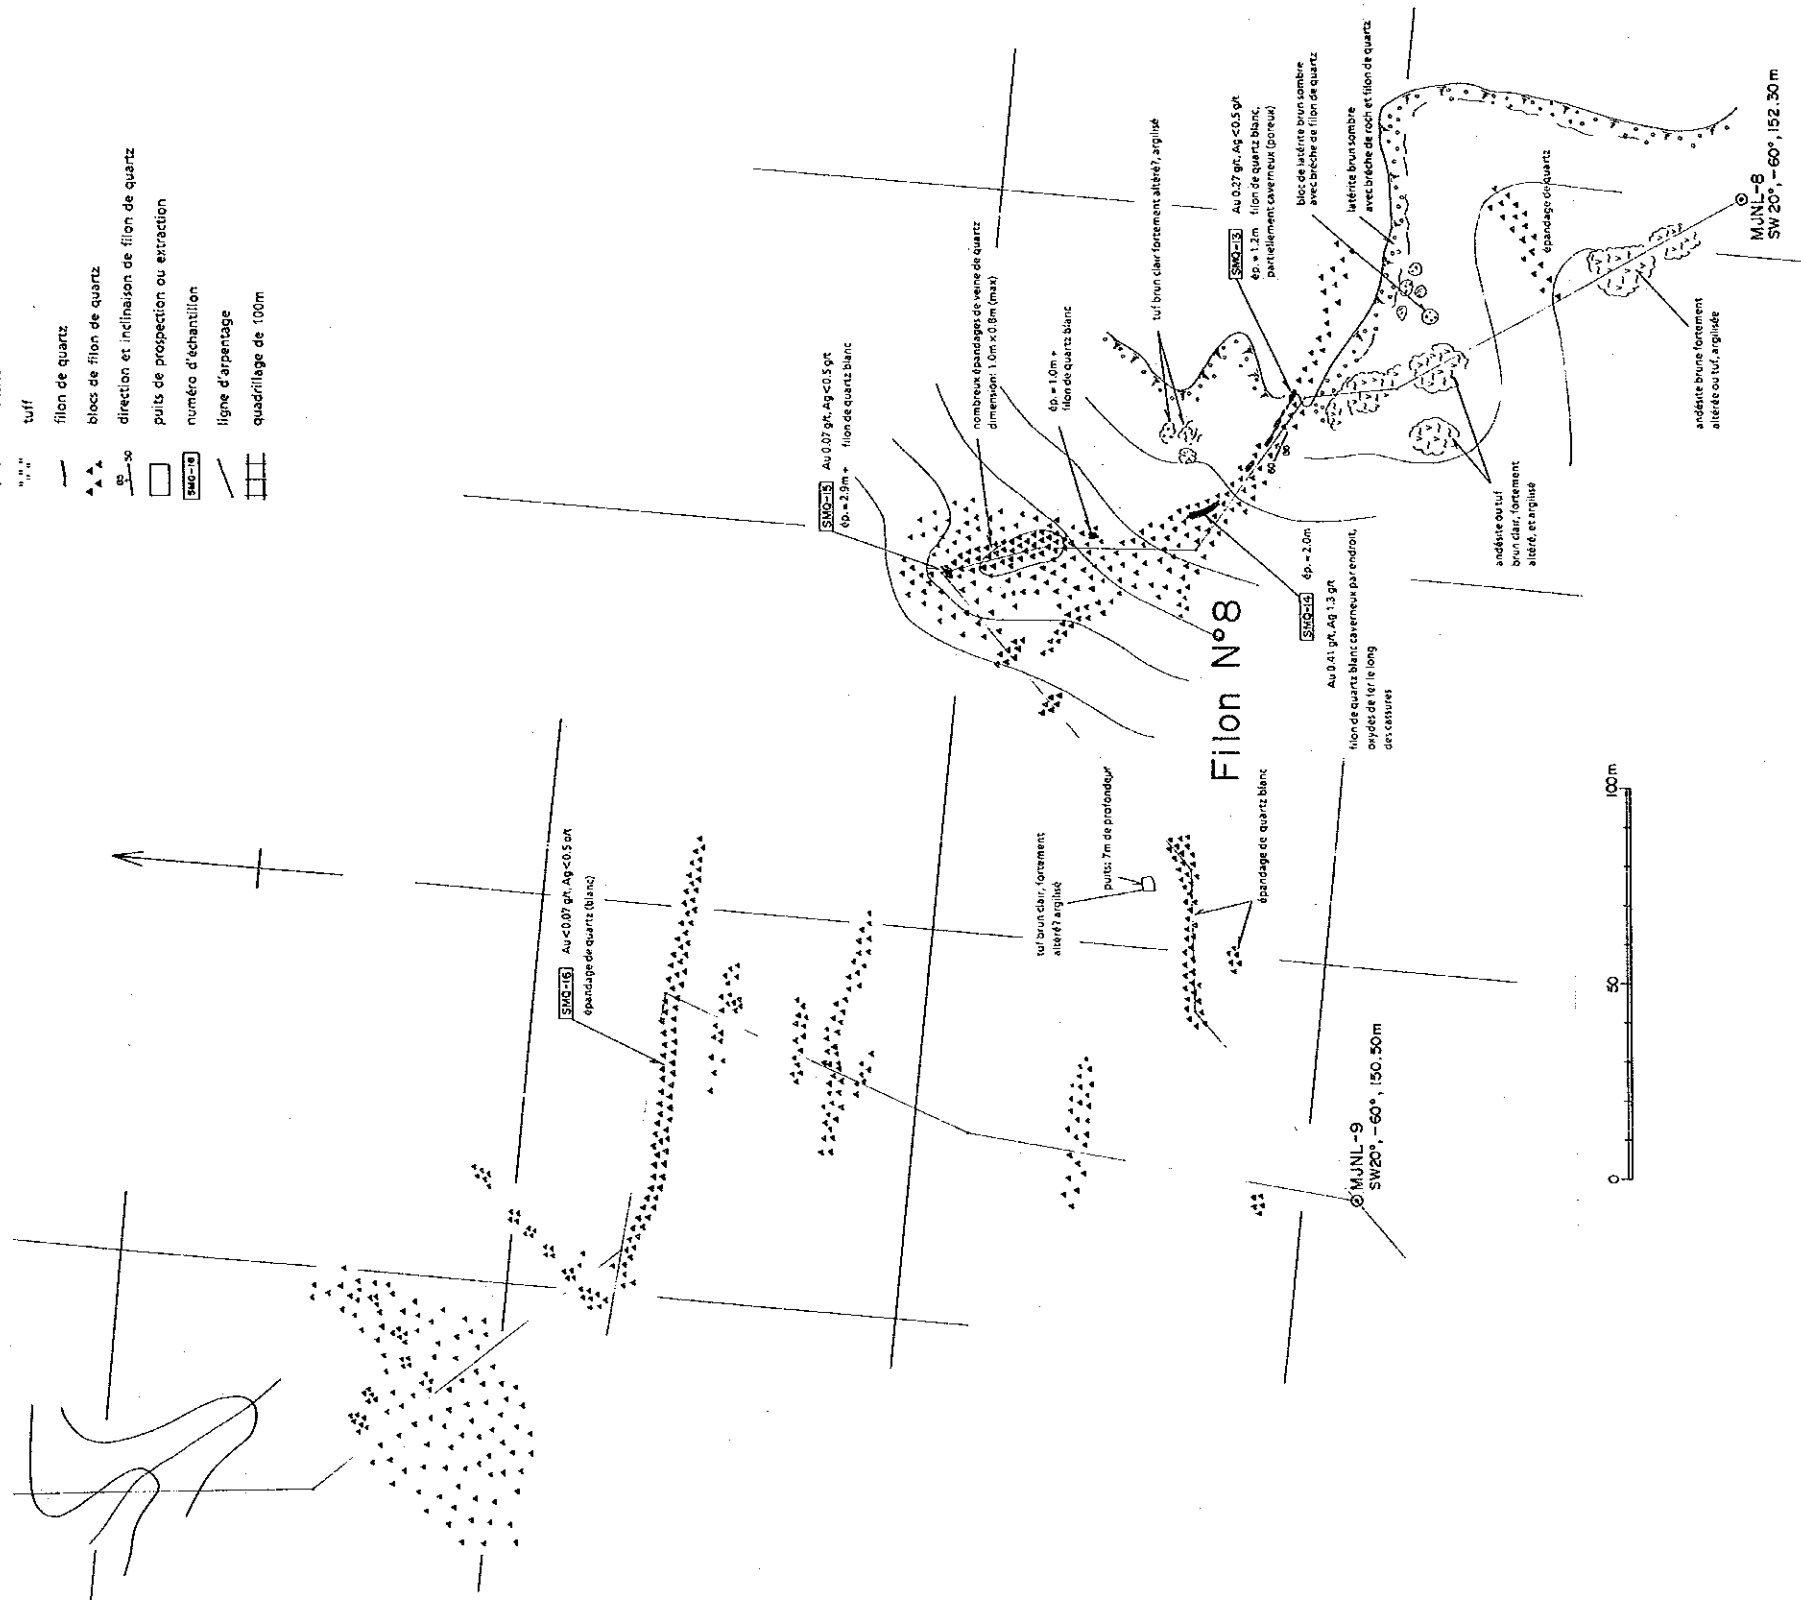 tuff
filon de quartz
blocs de filon de quartz
80 50 direction et inclinaison de filon de quartz
puits de prospection ou extraction
SMQ-16 numéro d'échantillon
ligne d'arpentage
quadrillage de 100m
SMQ-15 Au 0.07 g/t, Ag<0.5 g/t
ép.=2.9m+ filon de quartz blanc
nombreux épandages de veine de quartz
dimension: 1.0m×0.8m (max)
ép.=1.0m+
filon de quartz blanc
tuf brun clair fortement altéré?, argilisé
SMQ-13 Au 0.27 g/t, Ag<0.5 g/t
ép.=1.2m filon de quartz blanc,
partiellement caverneux (poreux)
bloc de latérite brun sombre
avec brèche de filon de quartz
latérite brun sombre
avec brèche de roch et filon de quartz
épandage de quartz
MJNL-8
SW 20°, -60°, 152.30m
andésite brune fortement
altérée ou tuf, argilisée
andésite ou tuf
brun clair, fortement
altéré, et argilisé
60 80
SMQ-14 ép.=2.0m
Au 0.41 g/t, Ag 1.3 g/t
filon de quartz blanc caverneux par endroit,
oxydes de fer le long
des cassures
Filon N°8
SMQ-16 Au<0.07 g/t, Ag<0.5 g/t
épandage de quartz (blanc)
tuf brun clair, fortement
altéré? argilisé
puits: 7m de profondeur
épandage de quartz blanc
MJNL-9
SW20°, -60°, 150.50m
0 50 100m